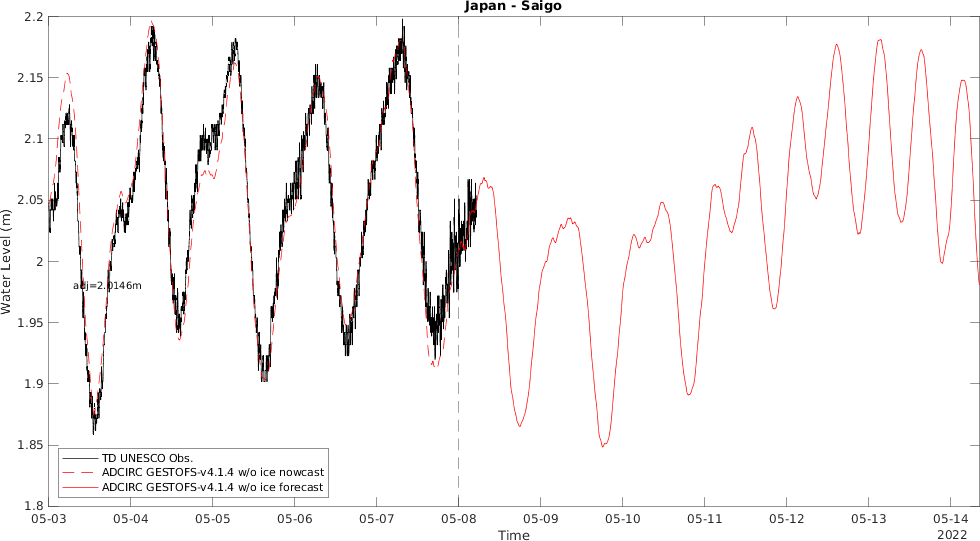 Japan - Saigo
2.2
2.15
2.1
2.05
2
1.95
1.9
1.85
1.8
Water Level (m)
adj=2.0146m
TD UNESCO Obs.
ADCIRC GESTOFS-v4.1.4 w/o ice nowcast
ADCIRC GESTOFS-v4.1.4 w/o ice forecast
05-03 05-04 05-05 05-06 05-07 05-08 05-09 05-10 05-11 05-12 05-13 05-14
Time 2022